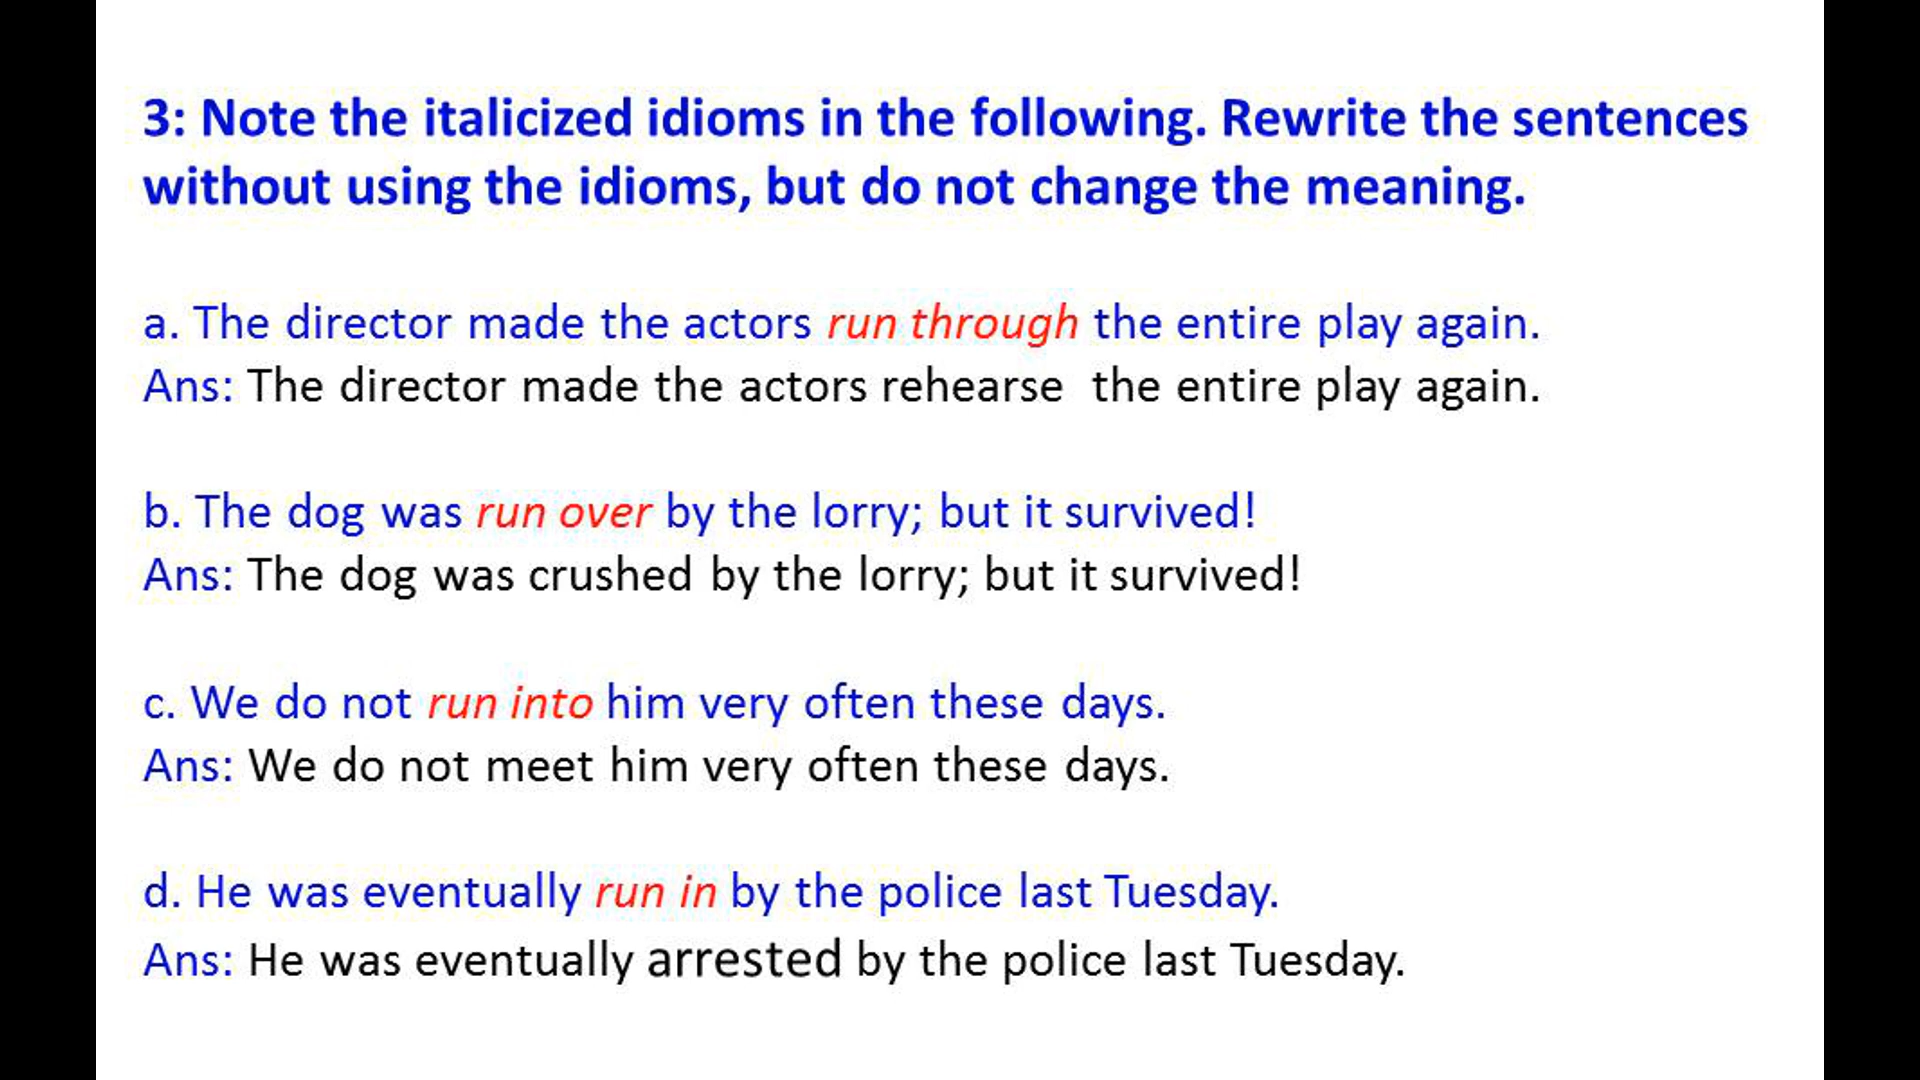 3: Note the italicized idioms in the following. Rewrite the sentences
without using the idioms, but do not change the meaning.
a. The director made the actors run through the entire play again.
Ans: The director made the actors rehearse  the entire play again.
b. The dog was run over by the lorry; but it survived!
Ans: The dog was crushed by the lorry; but it survived!
c. We do not run into him very often these days.
Ans: We do not meet him very often these days.
d. He was eventually run in by the police last Tuesday.
Ans: He was eventually arrested by the police last Tuesday.